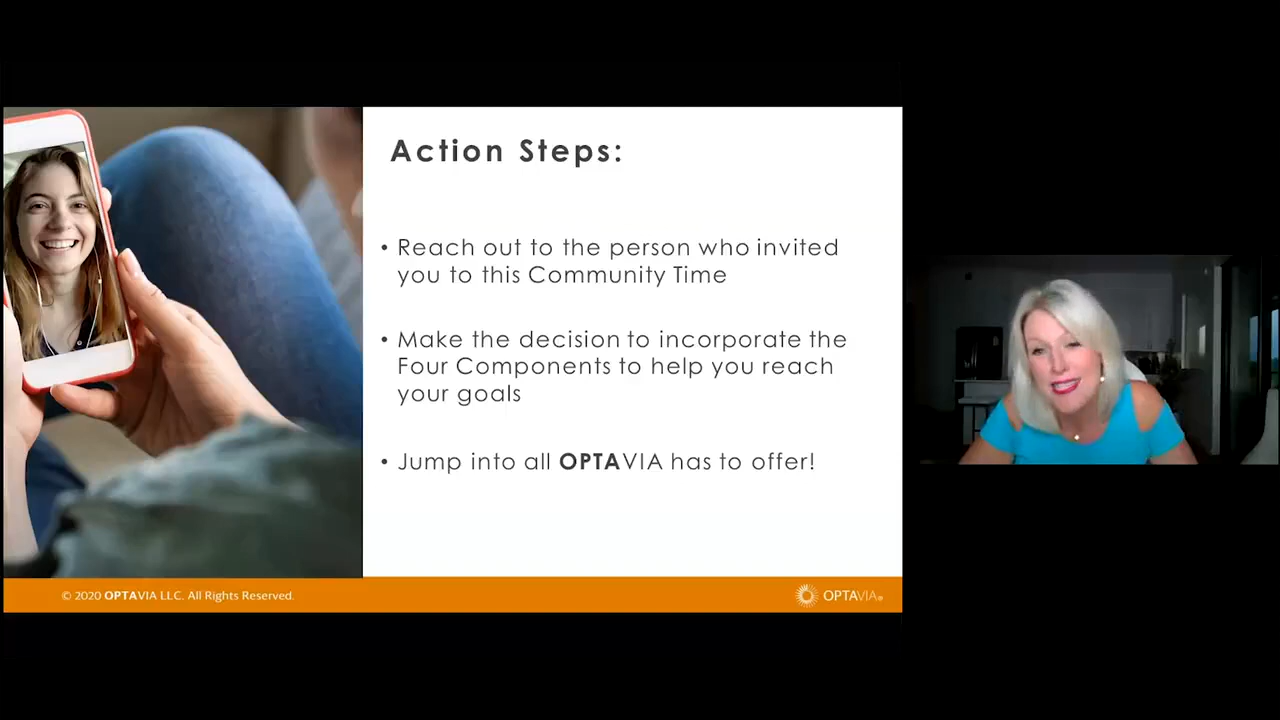 Action Steps:
• Reach out to the person who invited
you to this Community Time
• Make the decision to incorporate the
Four Components to help you reach
your goals
• Jump into all OPTAVIA has to offer!
© 2020 OPTAVIA LLC. All Rights Reserved.
OPTAVIA®